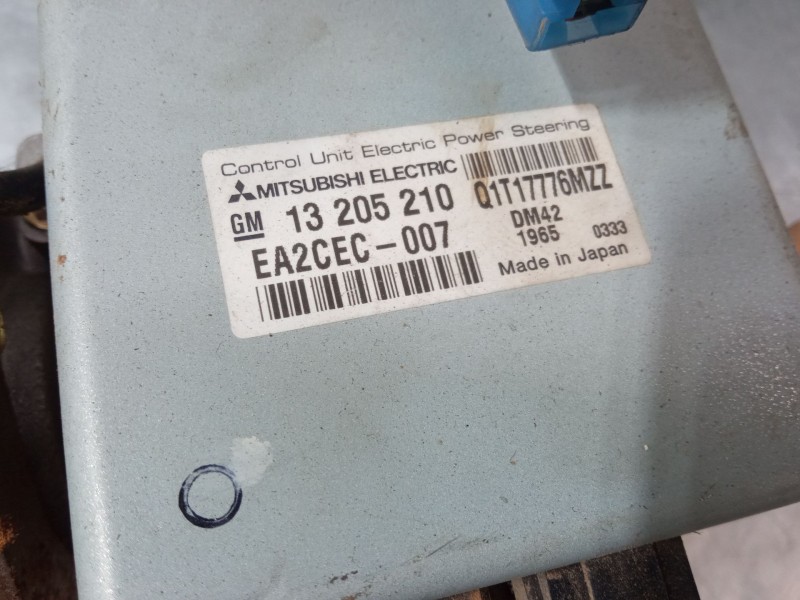 Control Unit Electric Power Steering
MITSUBISHI ELECTRIC
GM 13 205 210 Q1T17776MZZ
EA2CEC-007 DM42
1965 0333
Made in Japan